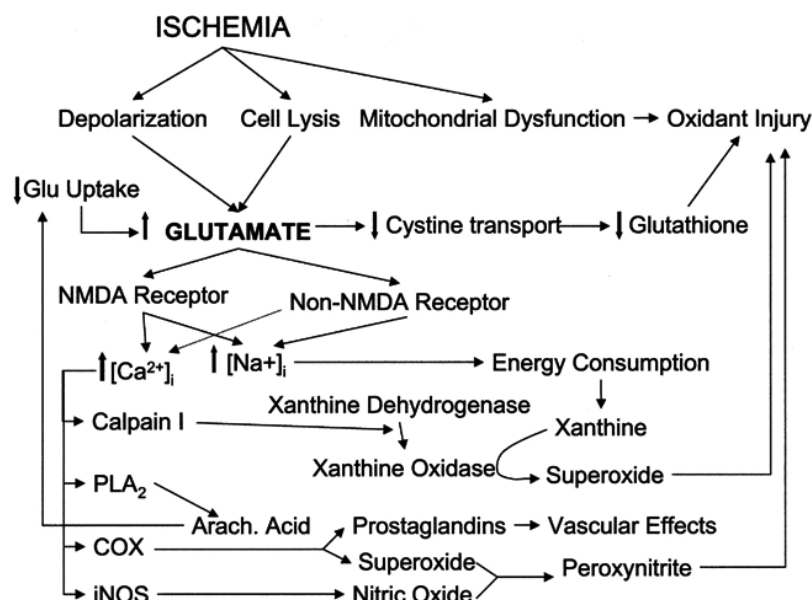 ISCHEMIA
Depolarization Cell Lysis Mitochondrial Dysfunction Oxidant Injury
Glu Uptake
GLUTAMATE Cystine transport Glutathione
NMDA Receptor Non-NMDA Receptor
[Ca²⁺]ᵢ [Na+]ᵢ Energy Consumption
Xanthine Dehydrogenase
Calpain I Xanthine
Xanthine Oxidase Superoxide
PLA₂
Arach. Acid Prostaglandins Vascular Effects
COX
Superoxide Peroxynitrite
iNOS Nitric Oxide